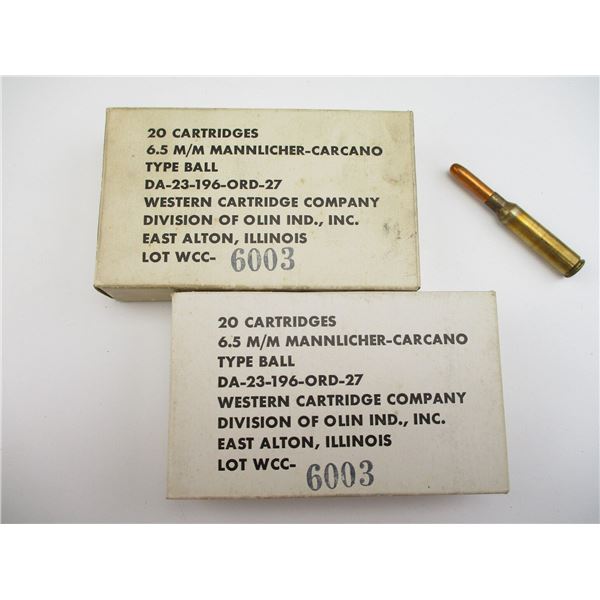 20 CARTRIDGES
6.5 M/M MANNLICHER-CARCANO
TYPE BALL
DA-23-196-ORD-27
WESTERN CARTRIDGE COMPANY
DIVISION OF OLIN IND., INC.
EAST ALTON, ILLINOIS
LOT WCC- 6003
20 CARTRIDGES
6.5 M/M MANNLICHER-CARCANO
TYPE BALL
DA-23-196-ORD-27
WESTERN CARTRIDGE COMPANY
DIVISION OF OLIN IND., INC.
EAST ALTON, ILLINOIS
LOT WCC- 6003